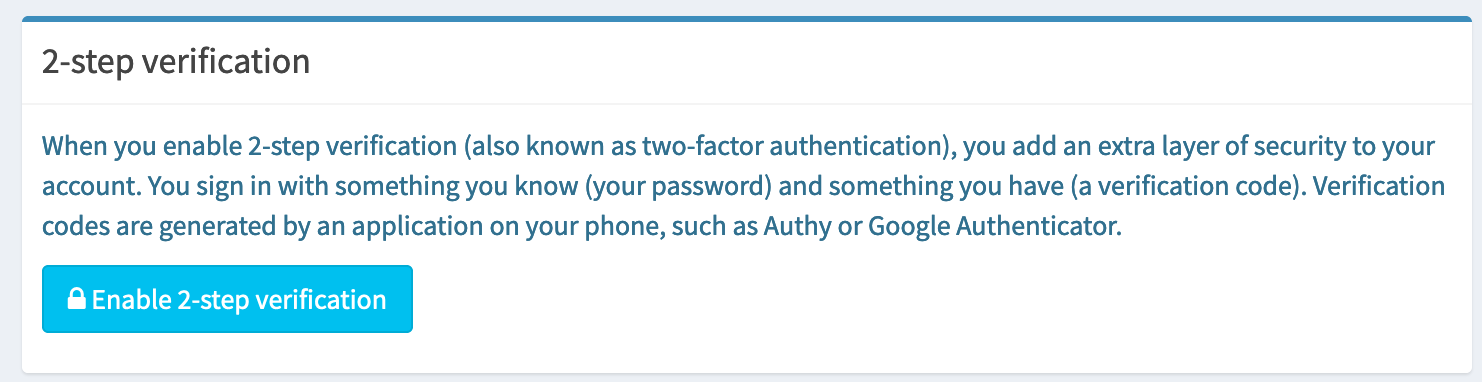 2-step verification
When you enable 2-step verification (also known as two-factor authentication), you add an extra layer of security to your
account. You sign in with something you know (your password) and something you have (a verification code). Verification
codes are generated by an application on your phone, such as Authy or Google Authenticator.
Enable 2-step verification